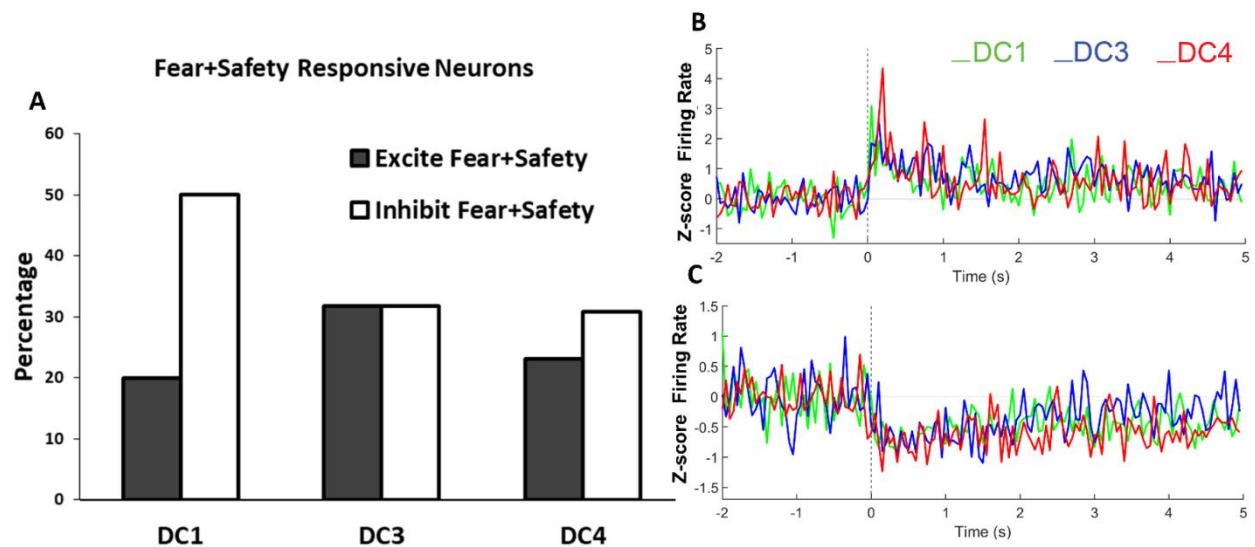 Fear+Safety Responsive Neurons
A
60
50
40
30
20
10
0
Percentage
Excite Fear+Safety
Inhibit Fear+Safety
DC1
DC3
DC4
B
DC1
DC3
DC4
5
4
3
2
1
0
-1
Z-score Firing Rate
-2
-1
0
1
2
3
4
5
Time (s)
C
1.5
1
0.5
0
-0.5
-1
-1.5
Z-score Firing Rate
-2
-1
0
1
2
3
4
5
Time (s)